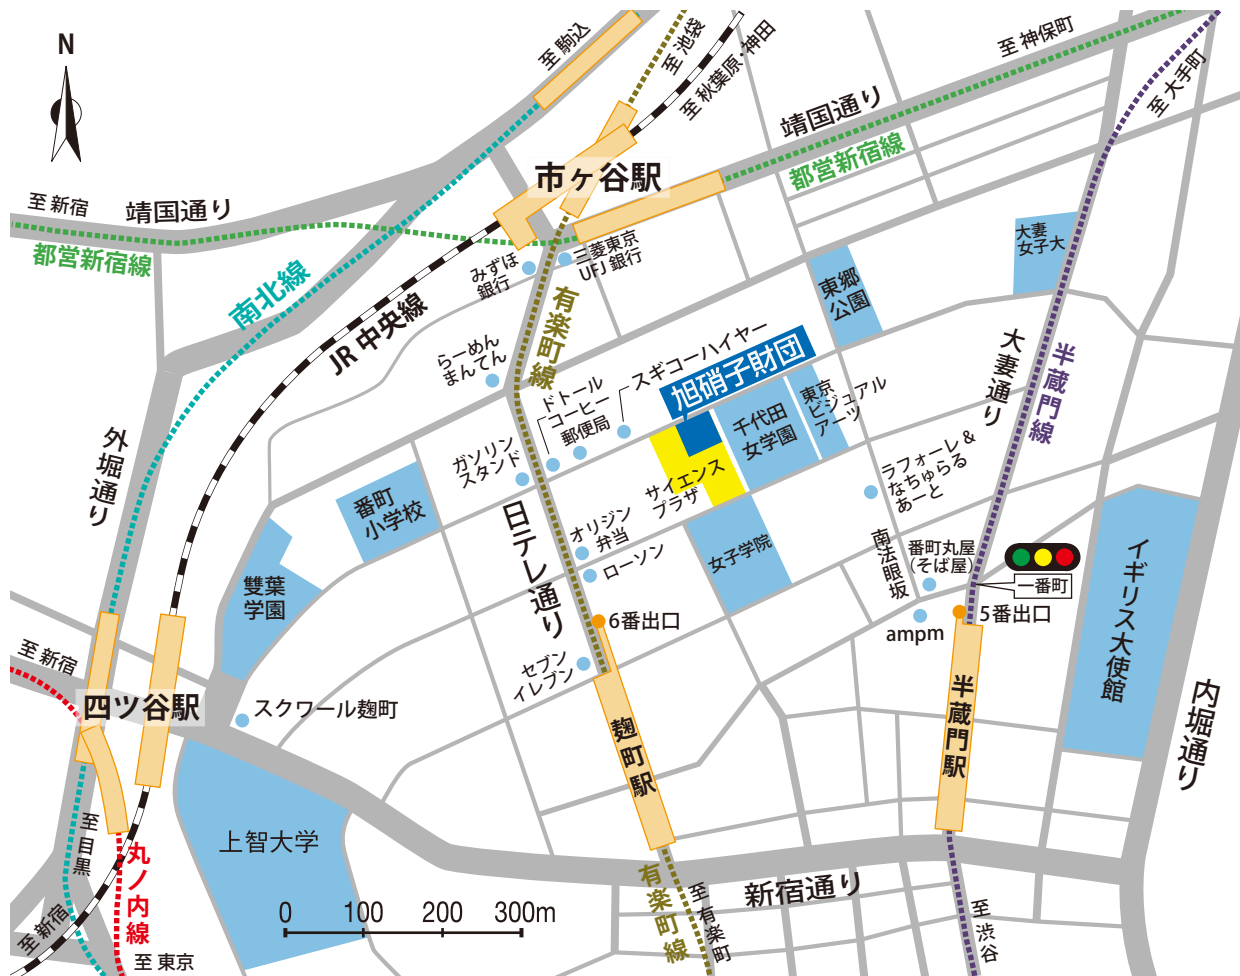 N
至 駒込
至 池袋
至 秋葉原・神田
至 神保町
至 大手町
靖国通り
都営新宿線
市ヶ谷駅
至 新宿
靖国通り
都営新宿線
南北線
JR 中央線
みずほ
銀行
三菱東京
UFJ 銀行
有楽町線
大妻
女子大
東郷
公園
らーめん
まんてん
ドトール
コーヒー
郵便局
スギコーハイヤー
旭硝子財団
千代田
女学園
東京
ビジュアル
アーツ
大妻通り
半蔵門線
外堀通り
ガソリン
スタンド
サイエンス
プラザ
ラフォーレ &
なちゅらる
あーと
番町
小学校
日テレ通り
オリジン
弁当
ローソン
女子学院
南法眼坂
番町丸屋
(そば屋)
一番町
イギリス大使館
雙葉
学園
6番出口
5番出口
ampm
セブン
イレブン
至 新宿
四ツ谷駅
スクワール麹町
麹町駅
半蔵門駅
内堀通り
上智大学
至 目黒
丸ノ内線
至 新宿
至 東京
0 100 200 300m
新宿通り
有楽町線
至 有楽町
至 渋谷